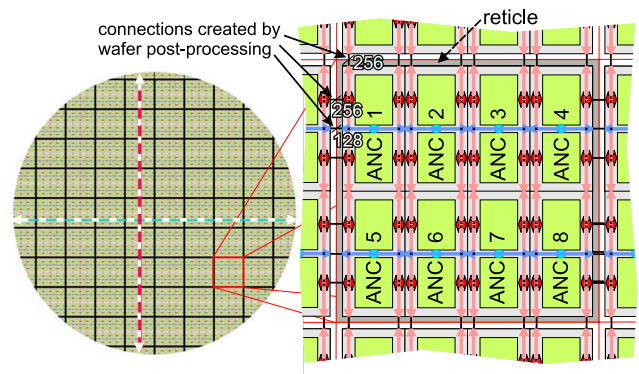 connections created by
wafer post-processing
reticle
256
256
128
ANC 1
ANC 2
ANC 3
ANC 4
ANC 5
ANC 6
ANC 7
ANC 8